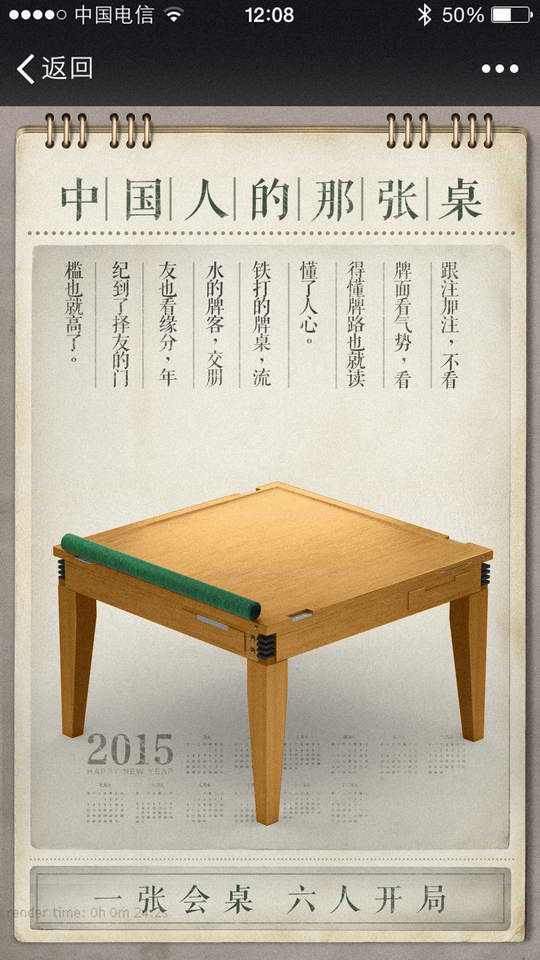 中国电信
12:08
50%
返回
中国人的那张桌
跟注加注，不看
牌面看气势，看
得懂牌路也就读
懂了人心。
铁打的牌桌，流
水的牌客，交朋
友也看缘分，年
纪到了择友的门
槛也就高了。
2015
HAPPY NEW YEAR
一张会桌 六人开局
render time: 0h 0m 24.2s